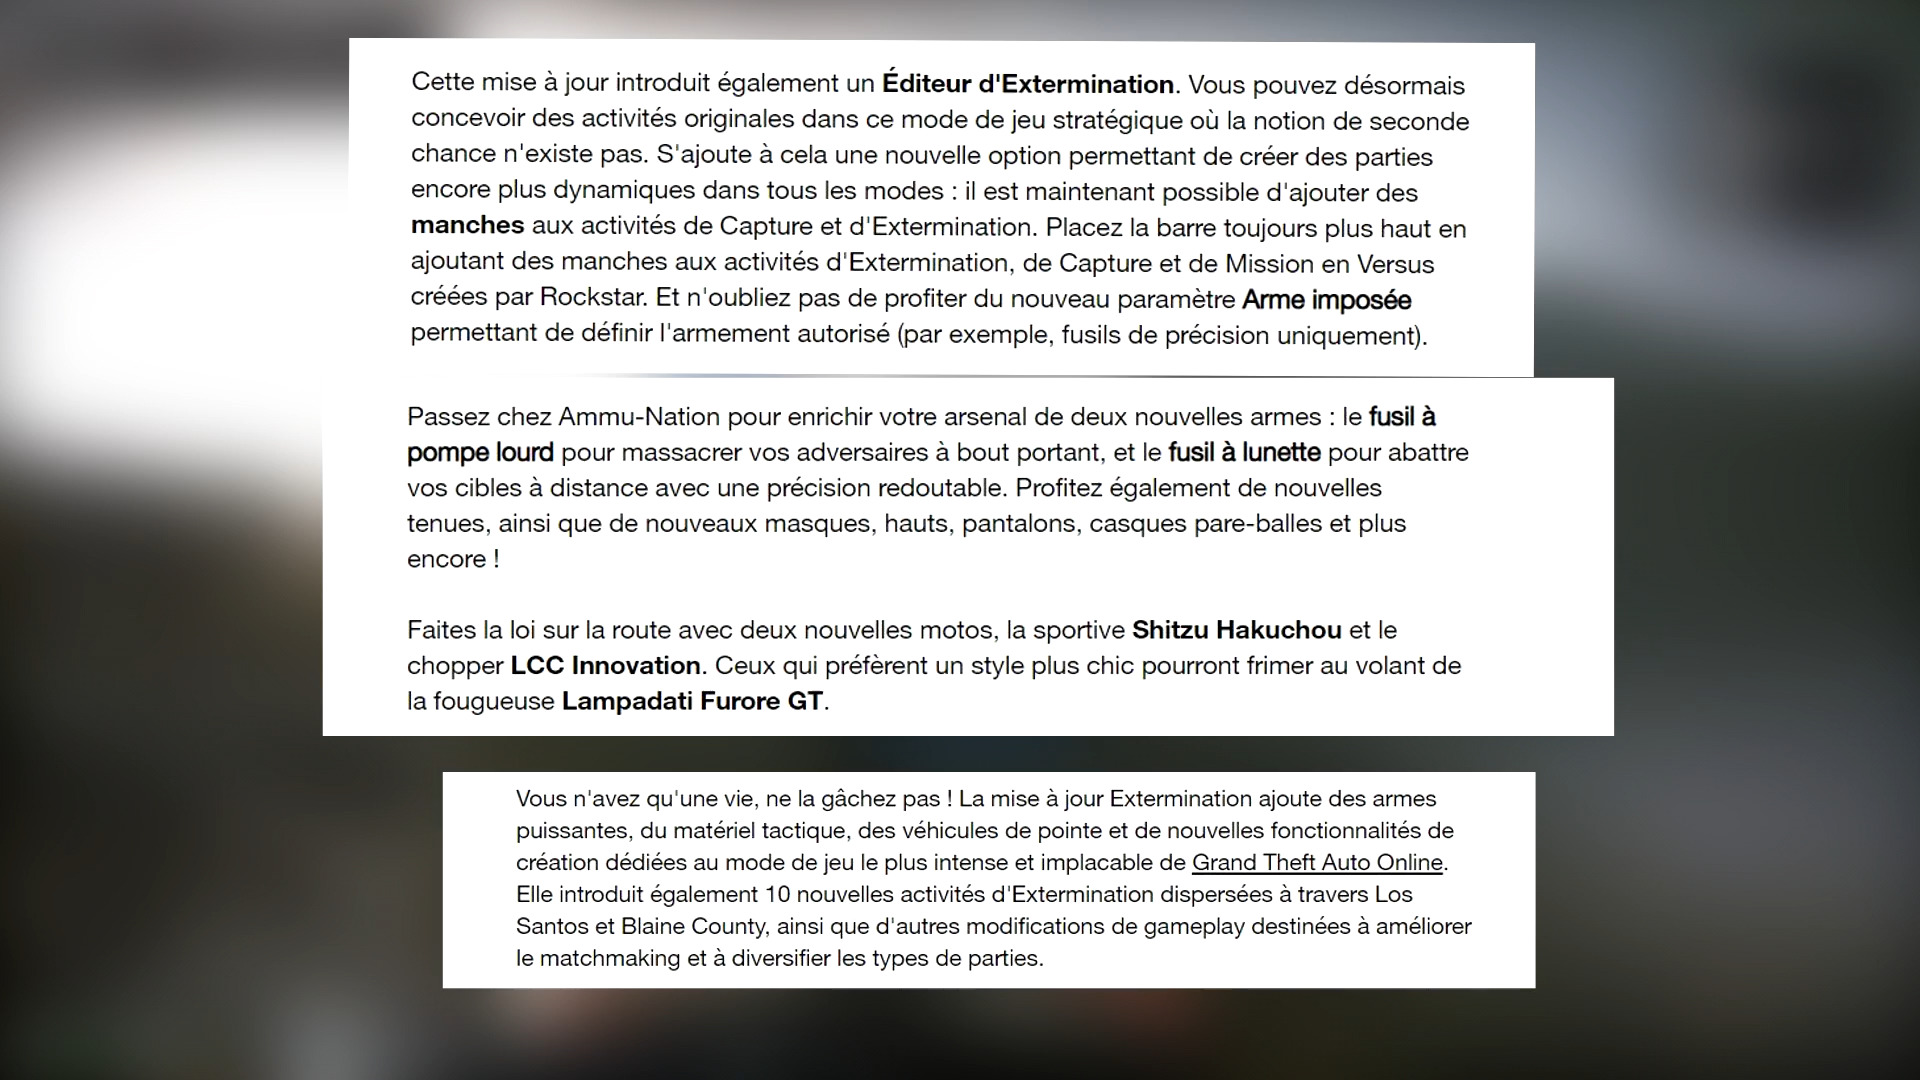 Cette mise à jour introduit également un Éditeur d'Extermination. Vous pouvez désormais
concevoir des activités originales dans ce mode de jeu stratégique où la notion de seconde
chance n'existe pas. S'ajoute à cela une nouvelle option permettant de créer des parties
encore plus dynamiques dans tous les modes : il est maintenant possible d'ajouter des
manches aux activités de Capture et d'Extermination. Placez la barre toujours plus haut en
ajoutant des manches aux activités d'Extermination, de Capture et de Mission en Versus
créées par Rockstar. Et n'oubliez pas de profiter du nouveau paramètre Arme imposée
permettant de définir l'armement autorisé (par exemple, fusils de précision uniquement).
Passez chez Ammu-Nation pour enrichir votre arsenal de deux nouvelles armes : le fusil à
pompe lourd pour massacrer vos adversaires à bout portant, et le fusil à lunette pour abattre
vos cibles à distance avec une précision redoutable. Profitez également de nouvelles
tenues, ainsi que de nouveaux masques, hauts, pantalons, casques pare-balles et plus
encore !
Faites la loi sur la route avec deux nouvelles motos, la sportive Shitzu Hakuchou et le
chopper LCC Innovation. Ceux qui préfèrent un style plus chic pourront frimer au volant de
la fougueuse Lampadati Furore GT.
Vous n'avez qu'une vie, ne la gâchez pas ! La mise à jour Extermination ajoute des armes
puissantes, du matériel tactique, des véhicules de pointe et de nouvelles fonctionnalités de
création dédiées au mode de jeu le plus intense et implacable de Grand Theft Auto Online.
Elle introduit également 10 nouvelles activités d'Extermination dispersées à travers Los
Santos et Blaine County, ainsi que d'autres modifications de gameplay destinées à améliorer
le matchmaking et à diversifier les types de parties.